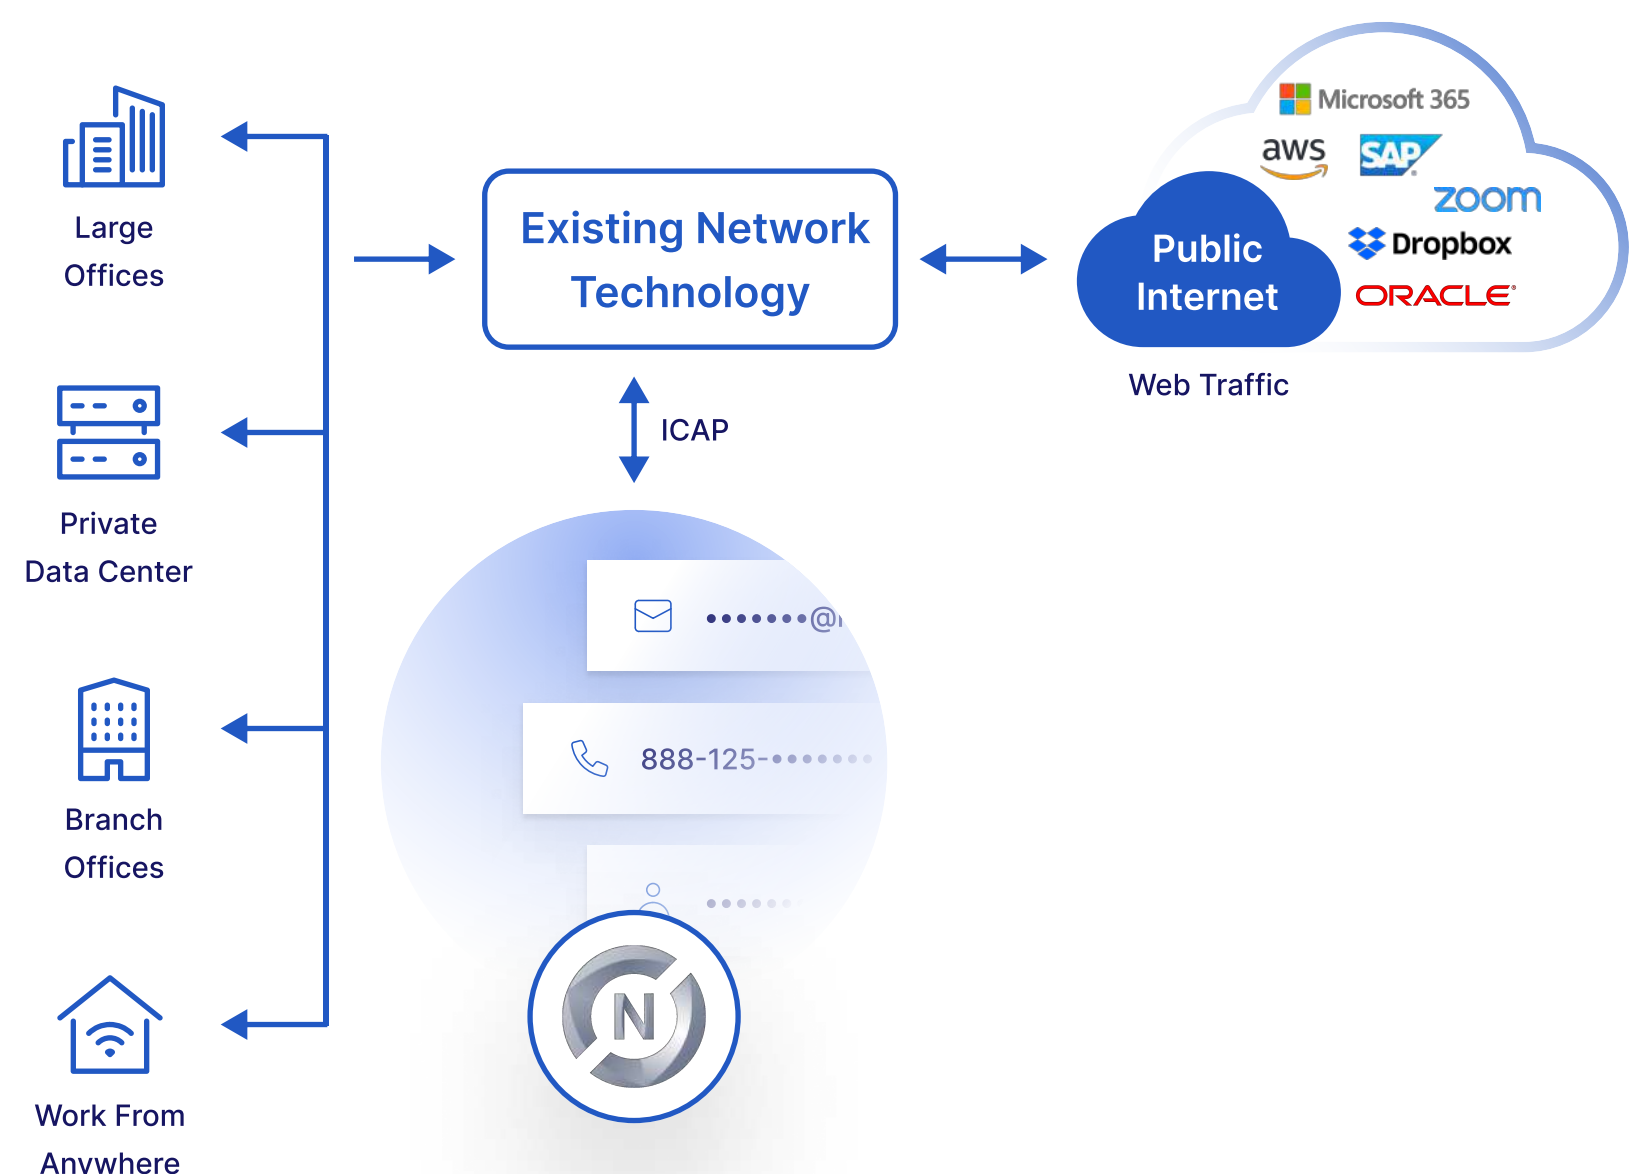 Large
Offices
Private
Data Center
Branch
Offices
Work From
Anywhere
Existing Network
Technology
ICAP
•••••••@
888-125-•••••••
••••••
N
Microsoft 365
aws
SAP
zoom
Dropbox
ORACLE
Public
Internet
Web Traffic